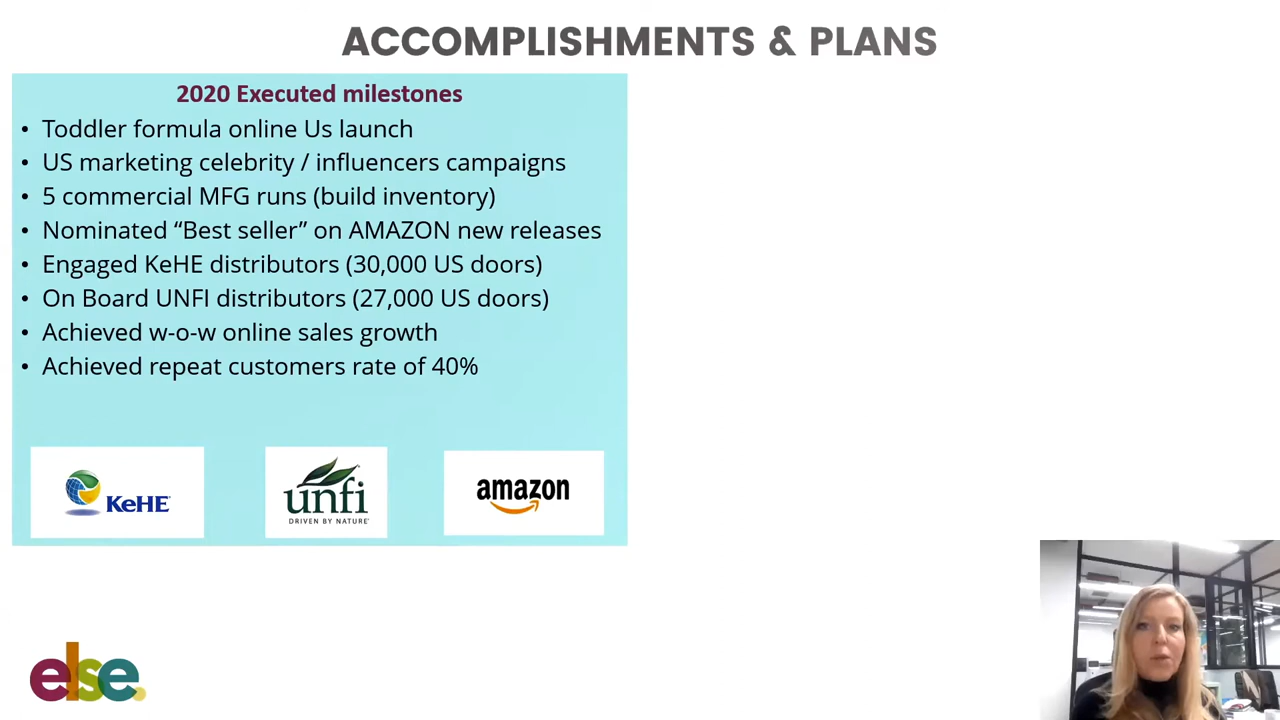 ACCOMPLISHMENTS & PLANS
2020 Executed milestones
• Toddler formula online Us launch
• US marketing celebrity / influencers campaigns
• 5 commercial MFG runs (build inventory)
• Nominated “Best seller” on AMAZON new releases
• Engaged KeHE distributors (30,000 US doors)
• On Board UNFI distributors (27,000 US doors)
• Achieved w-o-w online sales growth
• Achieved repeat customers rate of 40%
KeHE
unfi
DRIVEN BY NATURE
amazon
else.